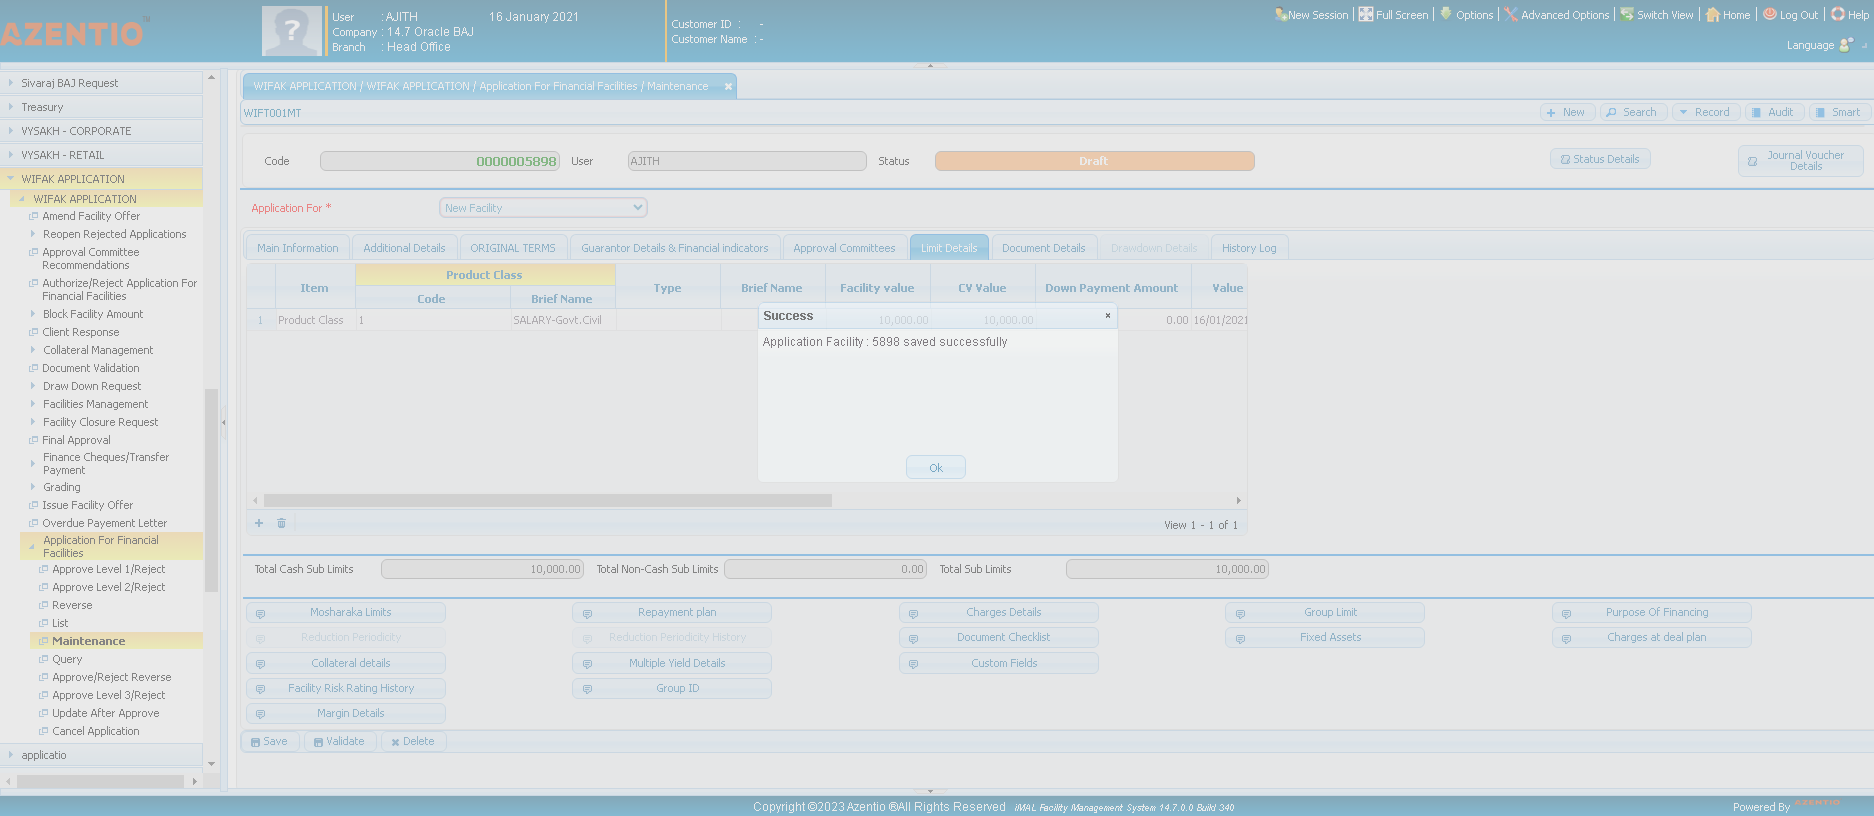 AZENTIO™
User : AJITH 16 January 2021
Company : 14.7 Oracle BAJ
Branch : Head Office
Customer ID : -
Customer Name : -
New Session Full Screen Options Advanced Options Switch View Home Log Out Help
Language
Sivaraj BAJ Request
Treasury
VYSAKH - CORPORATE
VYSAKH - RETAIL
WIFAK APPLICATION
WIFAK APPLICATION
Amend Facility Offer
Reopen Rejected Applications
Approval Committee
Recommendations
Authorize/Reject Application For
Financial Facilities
Block Facility Amount
Client Response
Collateral Management
Document Validation
Draw Down Request
Facilities Management
Facility Closure Request
Final Approval
Finance Cheques/Transfer
Payment
Grading
Issue Facility Offer
Overdue Payement Letter
Application For Financial
Facilities
Approve Level 1/Reject
Approve Level 2/Reject
Reverse
List
Maintenance
Query
Approve/Reject Reverse
Approve Level 3/Reject
Update After Approve
Cancel Application
applicatio
WIFAK APPLICATION / WIFAK APPLICATION / Application For Financial Facilities / Maintenance
WIFT001MT
New Search Record Audit Smart
Code 0000005898 User AJITH Status Draft
Status Details
Journal Voucher
Details
Application For * New Facility
Main Information Additional Details ORIGINAL TERMS Guarantor Details & Financial indicators Approval Committees Limit Details Document Details Drawdown Details History Log
Product Class
Item Type Brief Name Facility value CV Value Down Payment Amount Value
Code Brief Name
1 Product Class 1 SALARY-Govt.Civil 10,000.00 10,000.00 0.00 16/01/2021
Success
Application Facility : 5898 saved successfully
Ok
View 1 - 1 of 1
Total Cash Sub Limits 10,000.00 Total Non-Cash Sub Limits 0.00 Total Sub Limits 10,000.00
Mosharaka Limits Repayment plan Charges Details Group Limit Purpose Of Financing
Reduction Periodicity Reduction Periodicity History Document Checklist Fixed Assets Charges at deal plan
Collateral details Multiple Yield Details Custom Fields
Facility Risk Rating History Group ID
Margin Details
Save Validate Delete
Copyright ©2023 Azentio ®All Rights Reserved iMAL Facility Management System 14.7.0.0 Build 340
Powered By AZENTIO